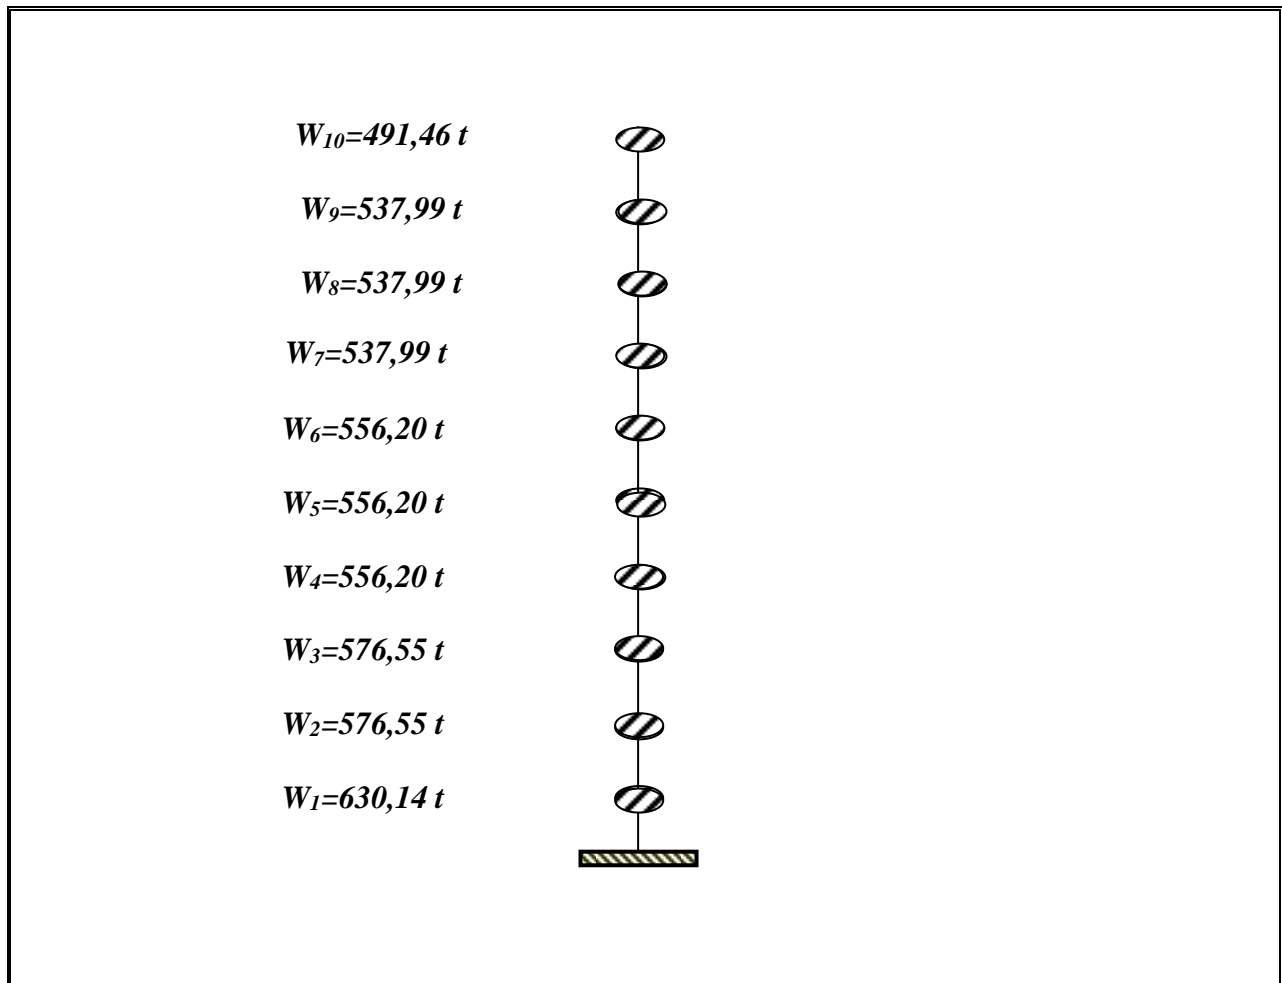 W10=491,46 t
W9=537,99 t
W8=537,99 t
W7=537,99 t
W6=556,20 t
W5=556,20 t
W4=556,20 t
W3=576,55 t
W2=576,55 t
W1=630,14 t